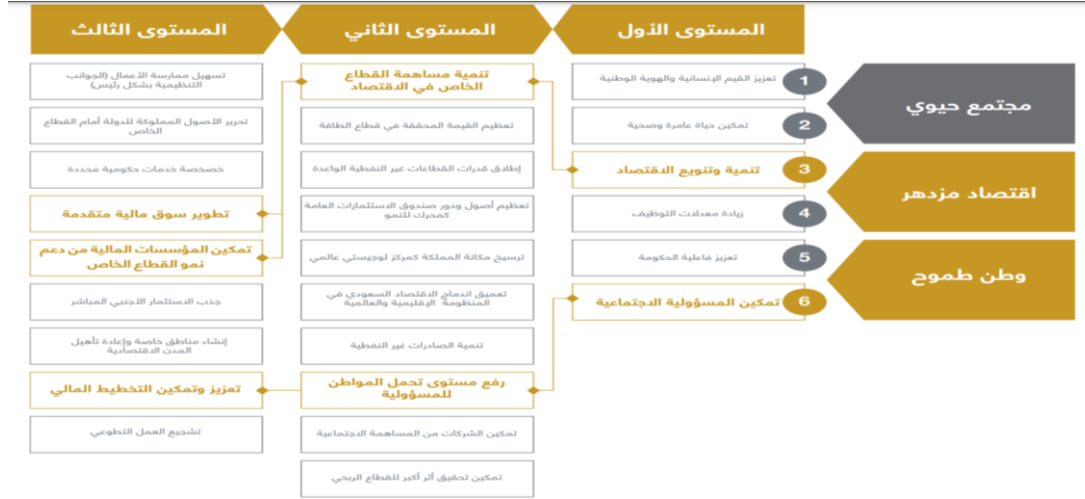 المستوى الأول
المستوى الثاني
المستوى الثالث
مجتمع حيوي
اقتصاد مزدهر
وطن طموح
1
تعزيز القيم الإنسانية والهوية الوطنية
2
تمكين حياة عامرة وصحية
3
تنمية وتنويع الاقتصاد
4
زيادة معدلات التوظيف
5
تعزيز فاعلية الحكومة
6
تمكين المسؤولية الاجتماعية
تنمية مساهمة القطاع
الخاص في الاقتصاد
تعظيم القيمة المحققة في قطاع الطاقة
إطلاق قدرات القطاعات غير النفطية الواعدة
تعظيم أصول ودور صندوق الاستثمارات العامة
كمحرك للنمو
ترسيخ مكانة المملكة كمركز لوجيستي عالمي
تعميق اندماج الاقتصاد السعودي في
المنظومة الإقليمية والعالمية
تنمية الصادرات غير النفطية
رفع مستوى تحمل المواطن
للمسؤولية
تمكين الشركات من المساهمة الاجتماعية
تمكين تحقيق أثر أكبر للقطاع الربحي
تسهيل ممارسة الأعمال (الجوانب
التنظيمية بشكل رئيس)
تحرير الأصول المملوكة للدولة أمام القطاع
الخاص
خصخصة خدمات حكومية محددة
تطوير سوق مالية متقدمة
تمكين المؤسسات المالية من دعم
نمو القطاع الخاص
جذب الاستثمار الأجنبي المباشر
إنشاء مناطق خاصة وإعادة تأهيل
المدن الاقتصادية
تعزيز وتمكين التخطيط المالي
تشجيع العمل التطوعي